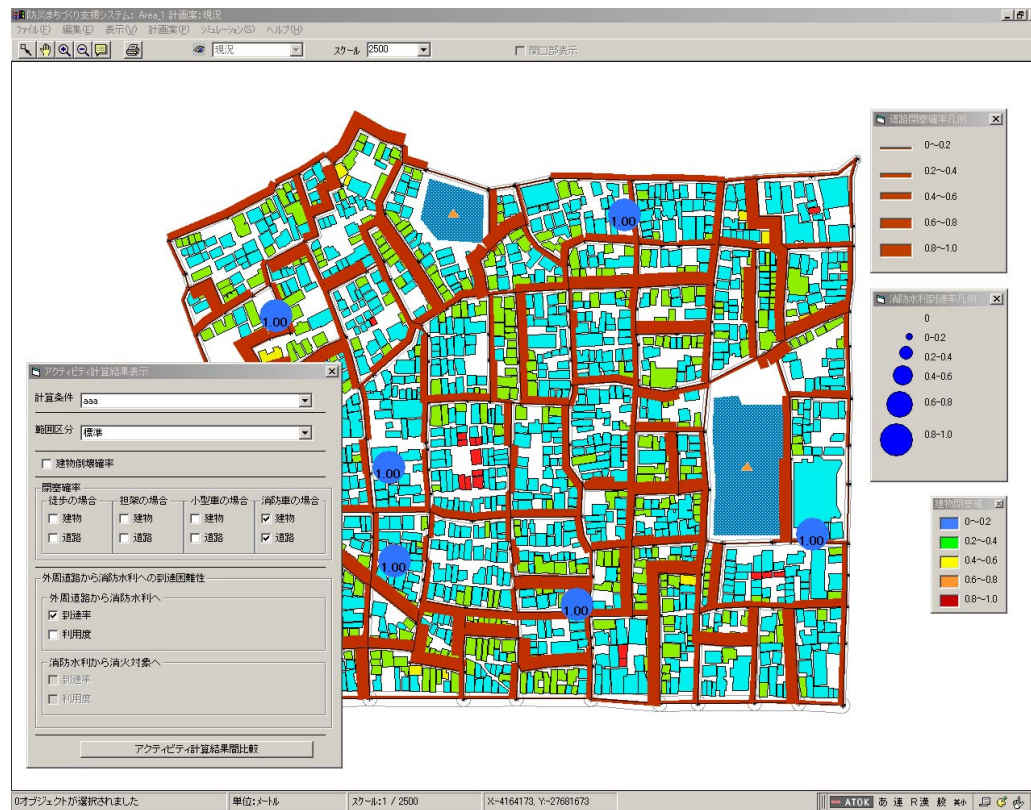 防災まちづくり支援システム: Area_1 計画案:現況
ファイル(F) 編集(E) 表示(V) 計画案(P) シミュレーション(S) ヘルプ(H)
現況 スケール 2500 開口部表示
道路閉塞確率凡例
0～0.2
0.2～0.4
0.4～0.6
0.6～0.8
0.8～1.0
消防水利到達率凡例
0
0-0.2
0.2-0.4
0.4-0.6
0.6-0.8
0.8-1.0
建物閉塞確
0～0.2
0.2～0.4
0.4～0.6
0.6～0.8
0.8～1.0
1.00
1.00
1.00
1.00
1.00
1.00
アクティビティ計算結果表示
計算条件 aaa
範囲区分 標準
建物倒壊確率
閉塞確率
徒歩の場合 担架の場合 小型車の場合 消防車の場合
建物 建物 建物 建物
道路 道路 道路 道路
外周道路から消防水利への到達困難性
外周道路から消防水利へ
到達率
利用度
消防水利から消火対象へ
到達率
利用度
アクティビティ計算結果間比較
0オブジェクトが選択されました 単位:メートル スケール:1 / 2500 X:-4164173, Y:-27681673
ATOK あ 連 R漢 般